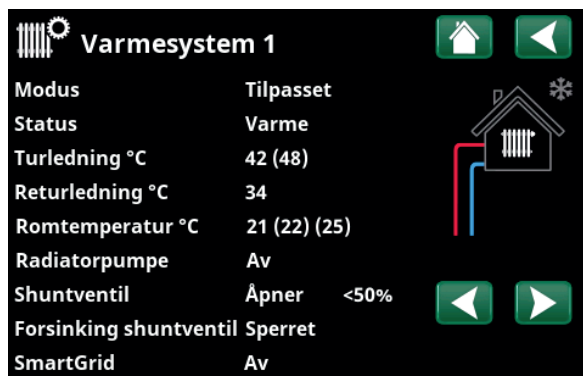 Varmesystem 1
Modus Tilpasset
Status Varme
Turledning °C 42 (48)
Returledning °C 34
Romtemperatur °C 21 (22) (25)
Radiatorpumpe Av
Shuntventil Åpner <50%
Forsinking shuntventil Sperret
SmartGrid Av